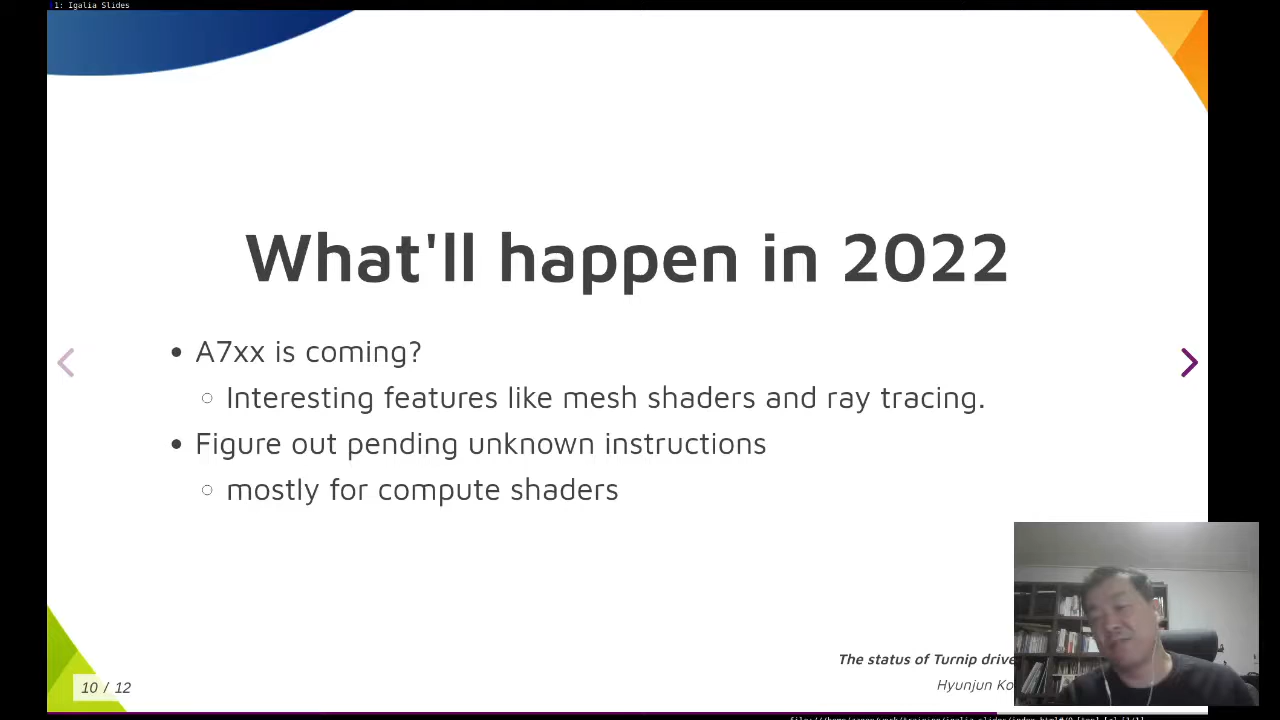 1: Igalia Slides
What'll happen in 2022
A7xx is coming?
Interesting features like mesh shaders and ray tracing.
Figure out pending unknown instructions
mostly for compute shaders
The status of Turnip drive
Hyunjun Ko
10 / 12